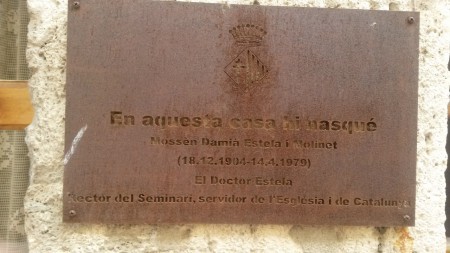 En aquesta casa hi nasqué
Mossèn Damià Estela i Molinet
(18.12.1904-14.4.1979)
El Doctor Estela
Rector del Seminari, servidor de l'Església i de Catalunya